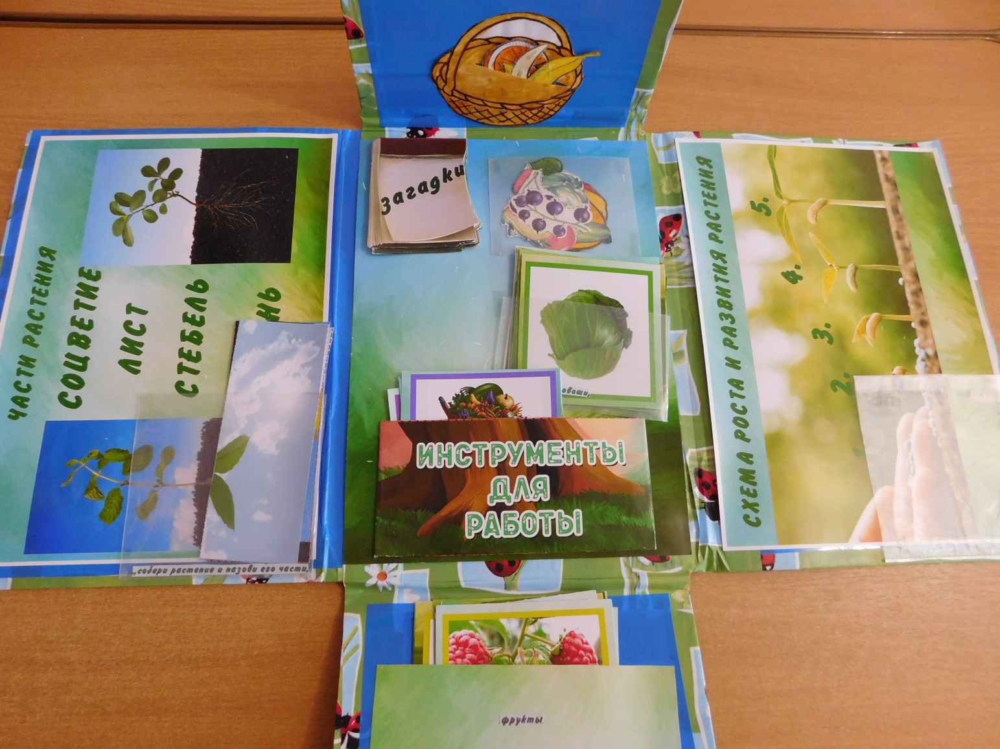 Загадки
ЧАСТИ РАСТЕНИЯ
СОЦВЕТИЕ
ЛИСТ
СТЕБЕЛЬ
НЬ
„собери растение и назови его части„
овощи„
ИНСТРУМЕНТЫ
ДЛЯ
РАБОТЫ
СХЕМА РОСТА И РАЗВИТИЯ РАСТЕНИЯ
5.
4.
3.
2.
фрукты